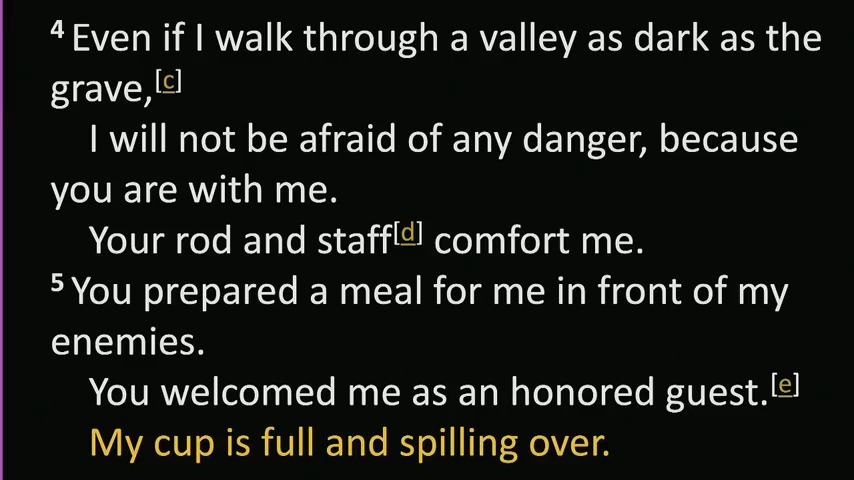 4 Even if I walk through a valley as dark as the
grave,[c]
I will not be afraid of any danger, because
you are with me.
Your rod and staff[d] comfort me.
5 You prepared a meal for me in front of my
enemies.
You welcomed me as an honored guest.[e]
My cup is full and spilling over.